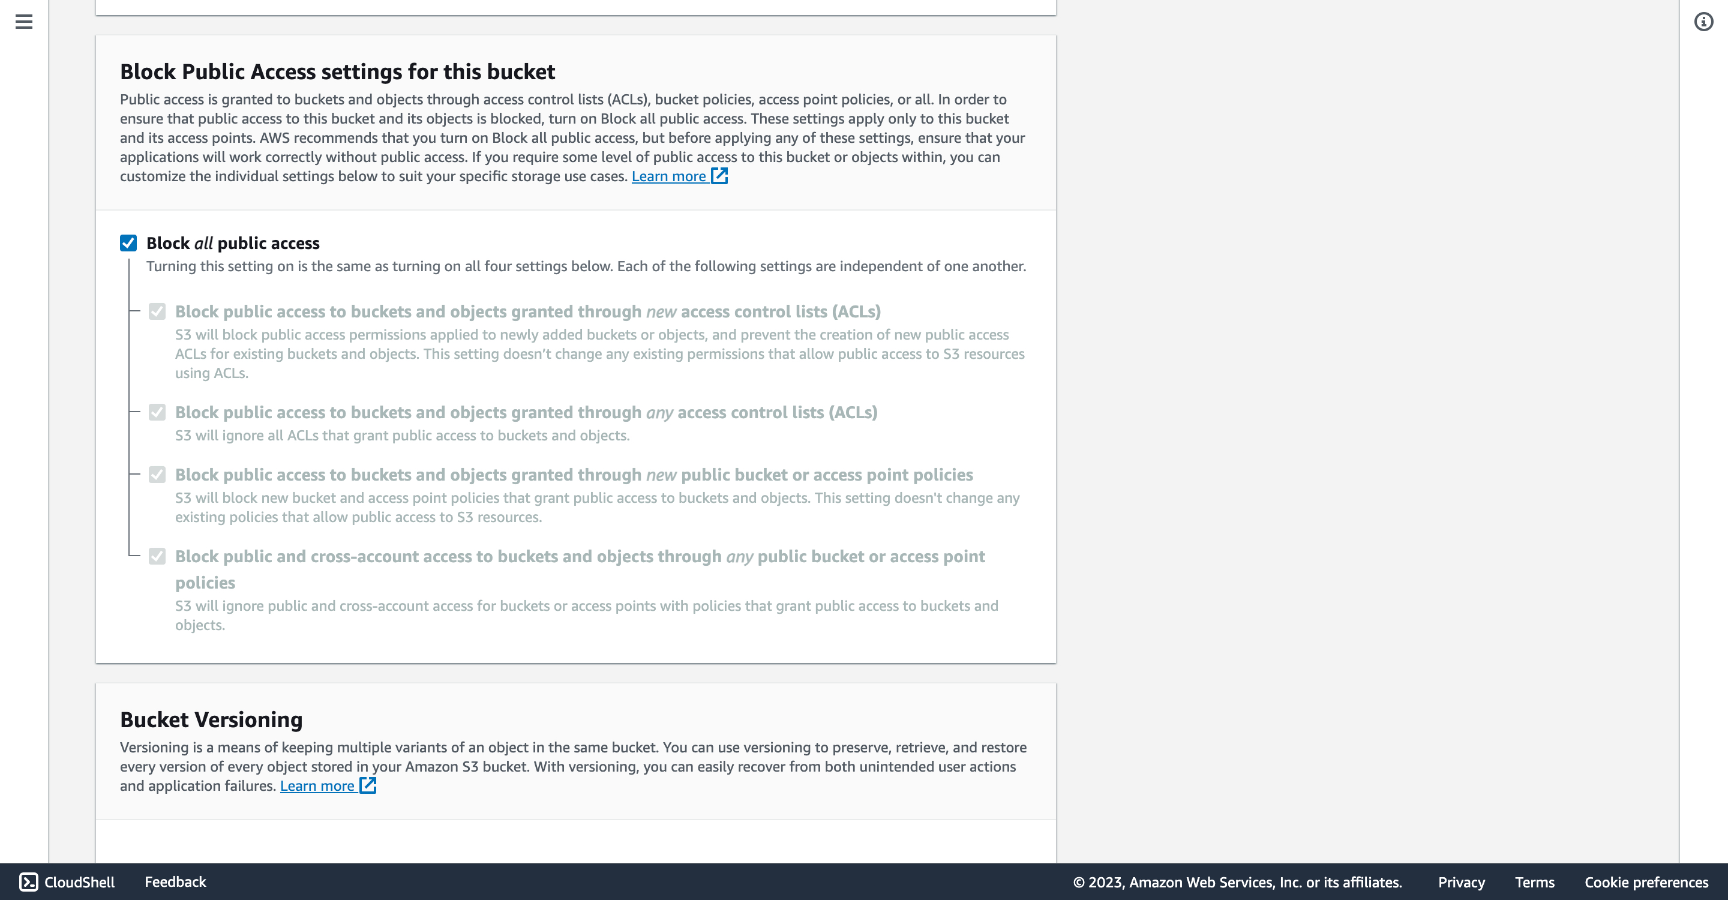 Block Public Access settings for this bucket
Public access is granted to buckets and objects through access control lists (ACLs), bucket policies, access point policies, or all. In order to
ensure that public access to this bucket and its objects is blocked, turn on Block all public access. These settings apply only to this bucket
and its access points. AWS recommends that you turn on Block all public access, but before applying any of these settings, ensure that your
applications will work correctly without public access. If you require some level of public access to this bucket or objects within, you can
customize the individual settings below to suit your specific storage use cases. Learn more
Block all public access
Turning this setting on is the same as turning on all four settings below. Each of the following settings are independent of one another.
Block public access to buckets and objects granted through new access control lists (ACLs)
S3 will block public access permissions applied to newly added buckets or objects, and prevent the creation of new public access
ACLs for existing buckets and objects. This setting doesn't change any existing permissions that allow public access to S3 resources
using ACLs.
Block public access to buckets and objects granted through any access control lists (ACLs)
S3 will ignore all ACLs that grant public access to buckets and objects.
Block public access to buckets and objects granted through new public bucket or access point policies
S3 will block new bucket and access point policies that grant public access to buckets and objects. This setting doesn't change any
existing policies that allow public access to S3 resources.
Block public and cross-account access to buckets and objects through any public bucket or access point
policies
S3 will ignore public and cross-account access for buckets or access points with policies that grant public access to buckets and
objects.
Bucket Versioning
Versioning is a means of keeping multiple variants of an object in the same bucket. You can use versioning to preserve, retrieve, and restore
every version of every object stored in your Amazon S3 bucket. With versioning, you can easily recover from both unintended user actions
and application failures. Learn more
CloudShell Feedback © 2023, Amazon Web Services, Inc. or its affiliates. Privacy Terms Cookie preferences